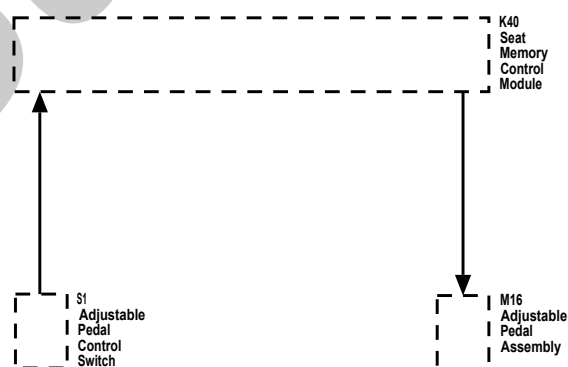 K40
Seat
Memory
Control
Module
S1
Adjustable
Pedal
Control
Switch
M16
Adjustable
Pedal
Assembly